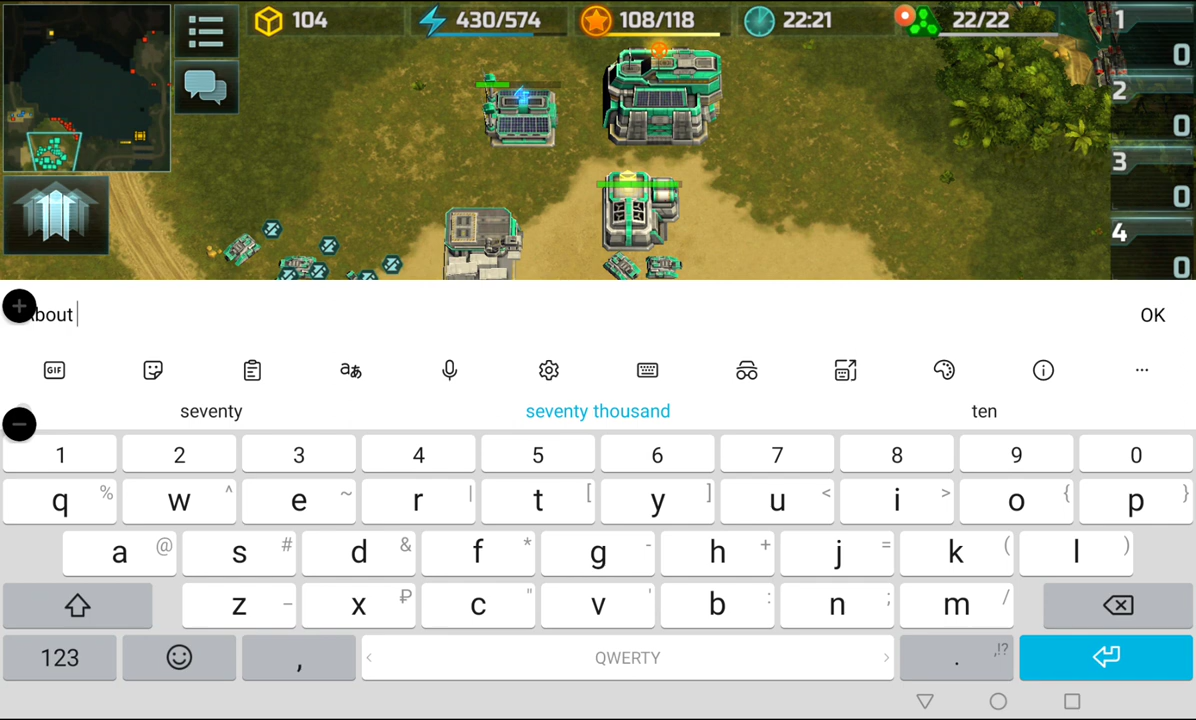 104 430/574 108/118 22:21 22/22
1
0
2
0
3
0
4
0
bout
OK
GIF
seventy seventy thousand ten
1 2 3 4 5 6 7 8 9 0
q % w ^ e ~ r | t [ y ] u < i > o { p }
a @ s # d & f * g - h + j = k ( l )
z _ x ₽ c " v ' b : n ; m /
123 , QWERTY . ,!?